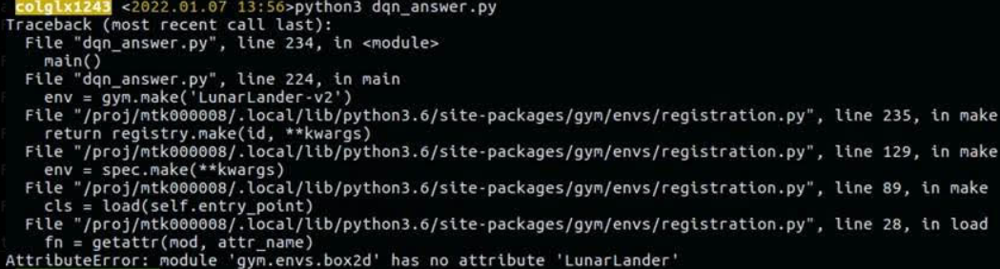 colglx1243 <2022.01.07 13:56>python3 dqn_answer.py
Traceback (most recent call last):
  File "dqn_answer.py", line 234, in <module>
    main()
  File "dqn_answer.py", line 224, in main
    env = gym.make('LunarLander-v2')
  File "/proj/mtk000008/.local/lib/python3.6/site-packages/gym/envs/registration.py", line 235, in make
    return registry.make(id, **kwargs)
  File "/proj/mtk000008/.local/lib/python3.6/site-packages/gym/envs/registration.py", line 129, in make
    env = spec.make(**kwargs)
  File "/proj/mtk000008/.local/lib/python3.6/site-packages/gym/envs/registration.py", line 89, in make
    cls = load(self.entry_point)
  File "/proj/mtk000008/.local/lib/python3.6/site-packages/gym/envs/registration.py", line 28, in load
    fn = getattr(mod, attr_name)
AttributeError: module 'gym.envs.box2d' has no attribute 'LunarLander'